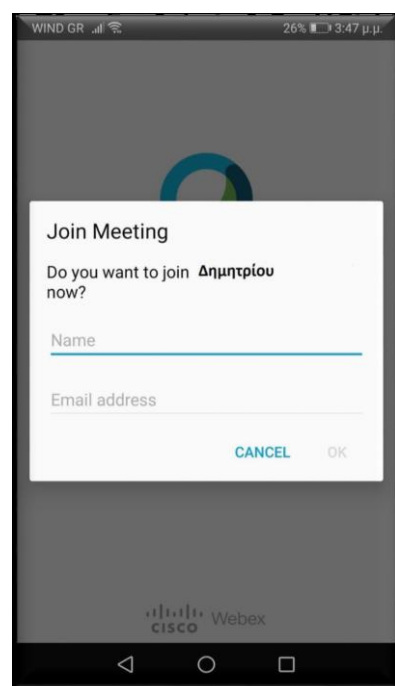 WIND GR 26% 3:47 μ.μ.
Join Meeting
Do you want to join Δημητρίου
now?
Name
Email address
CANCEL OK
CISCO Webex